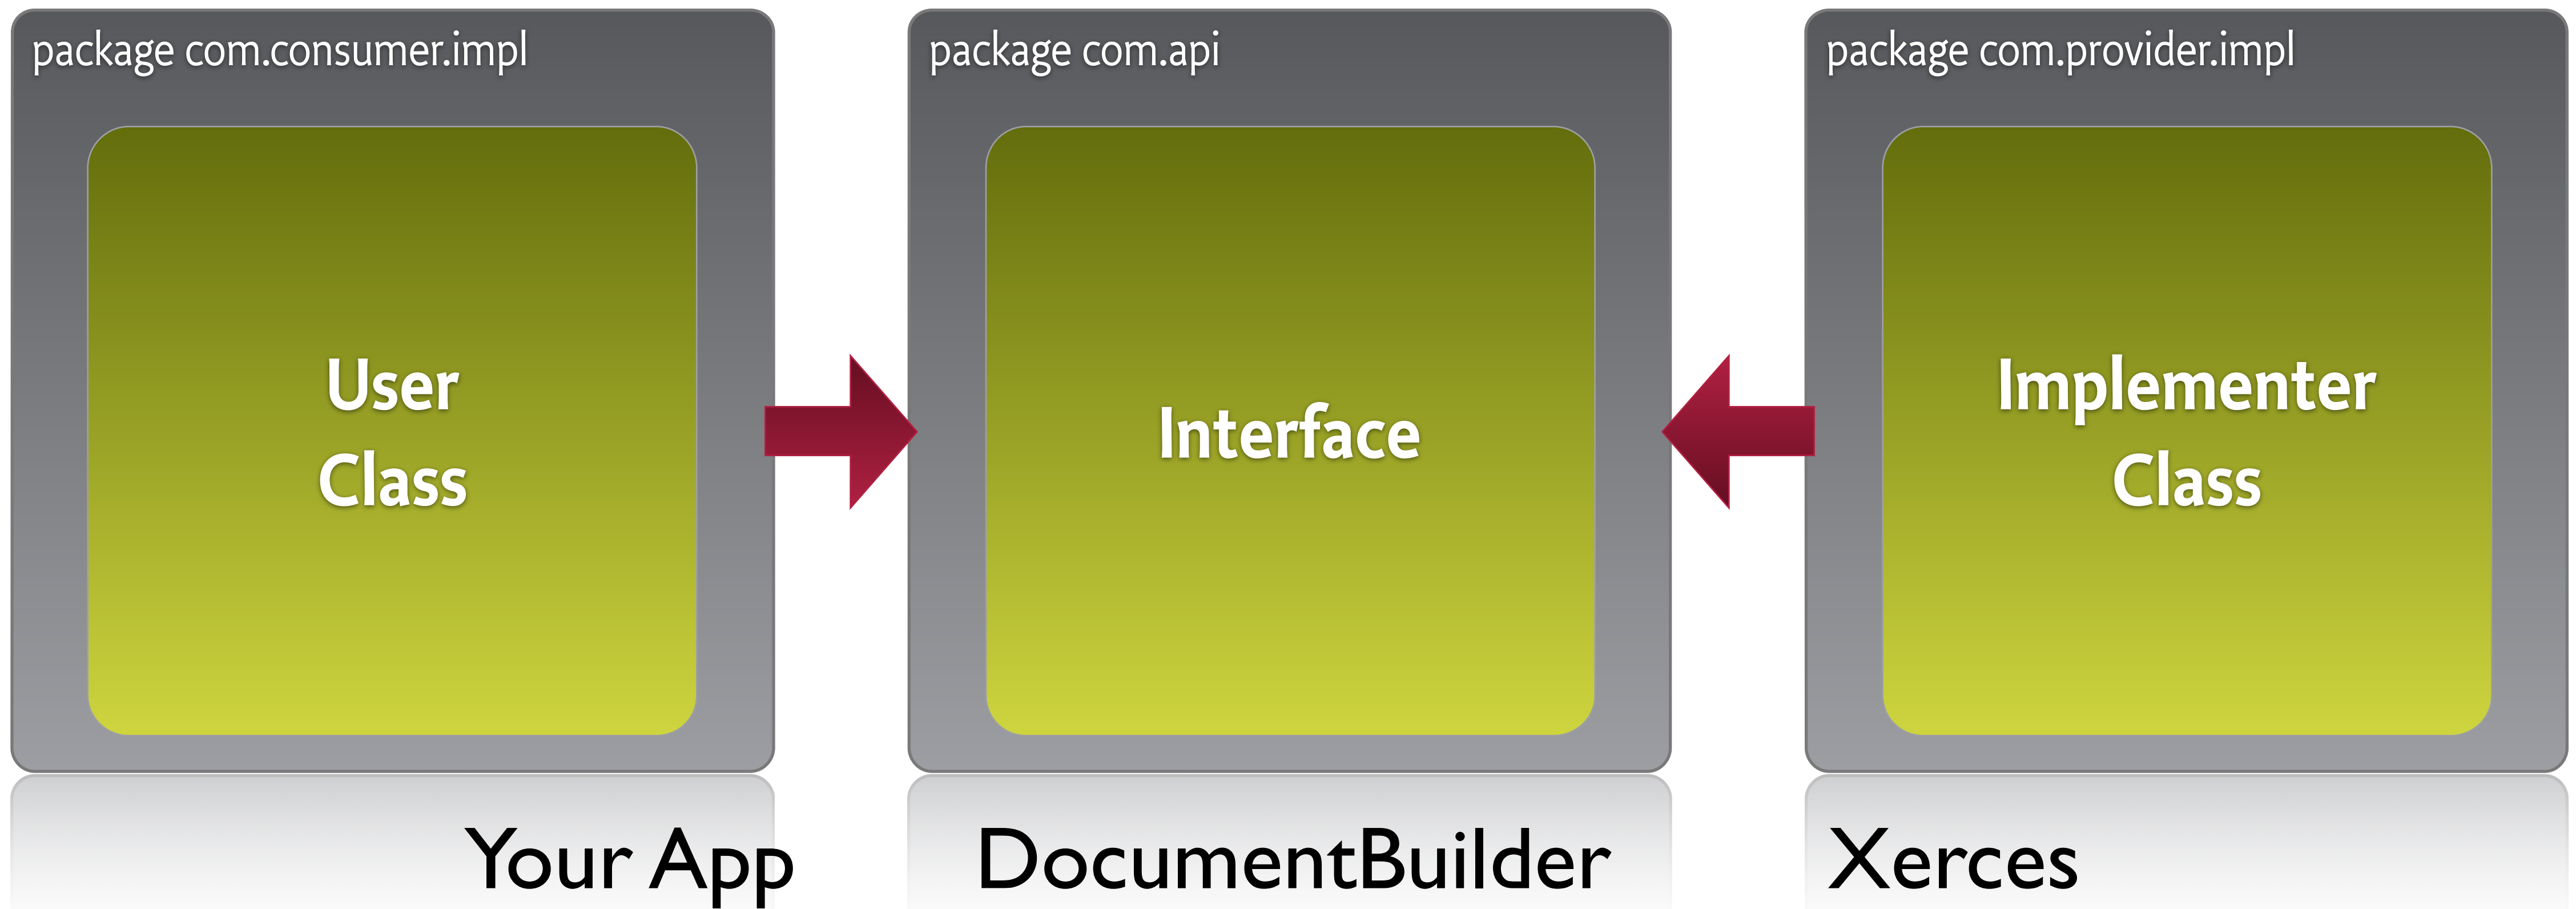 package com.consumer.impl
User
Class
Your App
package com.api
Interface
DocumentBuilder
package com.provider.impl
Implementer
Class
Xerces